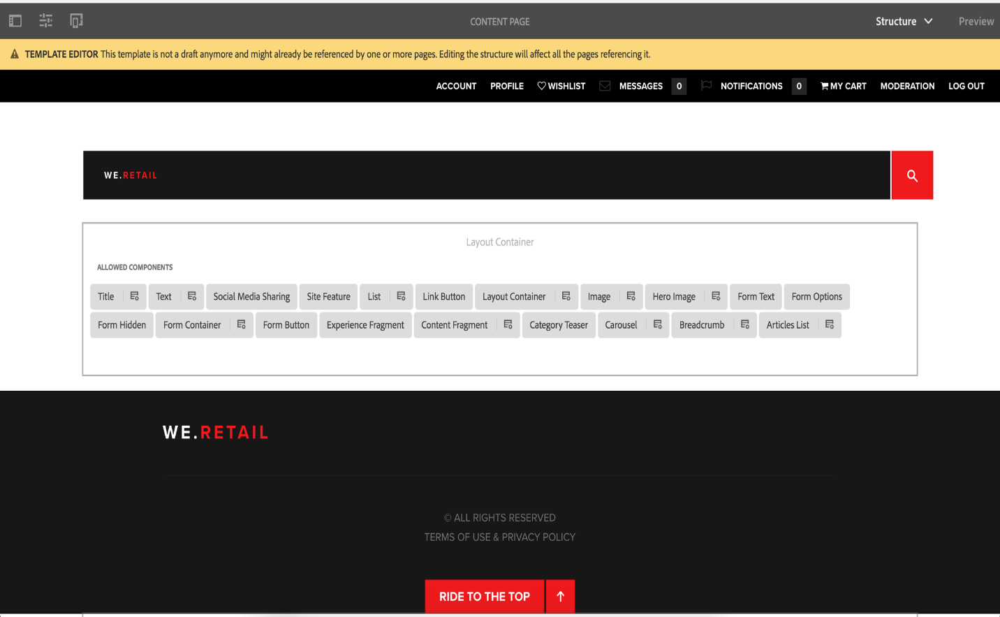 CONTENT PAGE
Structure
Preview
TEMPLATE EDITOR This template is not a draft anymore and might already be referenced by one or more pages. Editing the structure will affect all the pages referencing it.
ACCOUNT PROFILE WISHLIST MESSAGES 0 NOTIFICATIONS 0 MY CART MODERATION LOG OUT
WE.RETAIL
Layout Container
ALLOWED COMPONENTS
Title Text Social Media Sharing Site Feature List Link Button Layout Container Image Hero Image Form Text Form Options
Form Hidden Form Container Form Button Experience Fragment Content Fragment Category Teaser Carousel Breadcrumb Articles List
WE.RETAIL
© ALL RIGHTS RESERVED
TERMS OF USE & PRIVACY POLICY
RIDE TO THE TOP